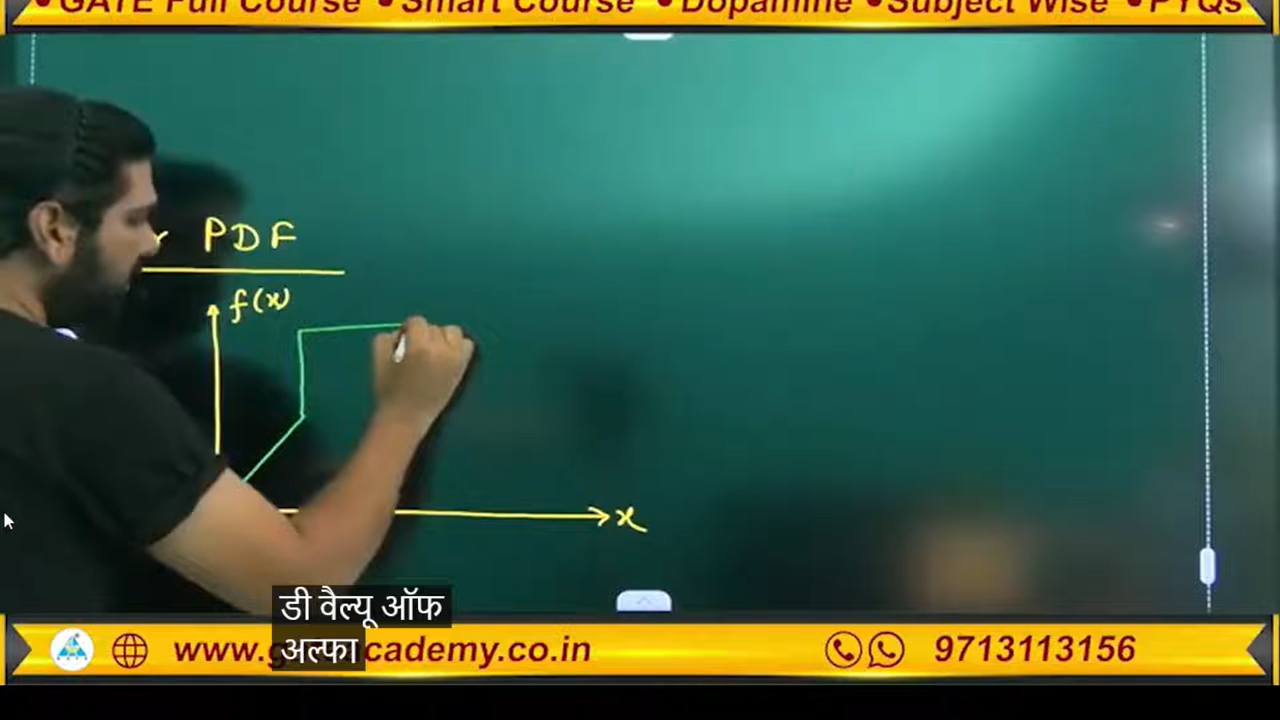 •GATE Full Course •Smart Course •Dopamine •Subject Wise •PYQs
PDF
f(x)
x
डी वैल्यू ऑफ
अल्फा
www.g cademy.co.in
9713113156